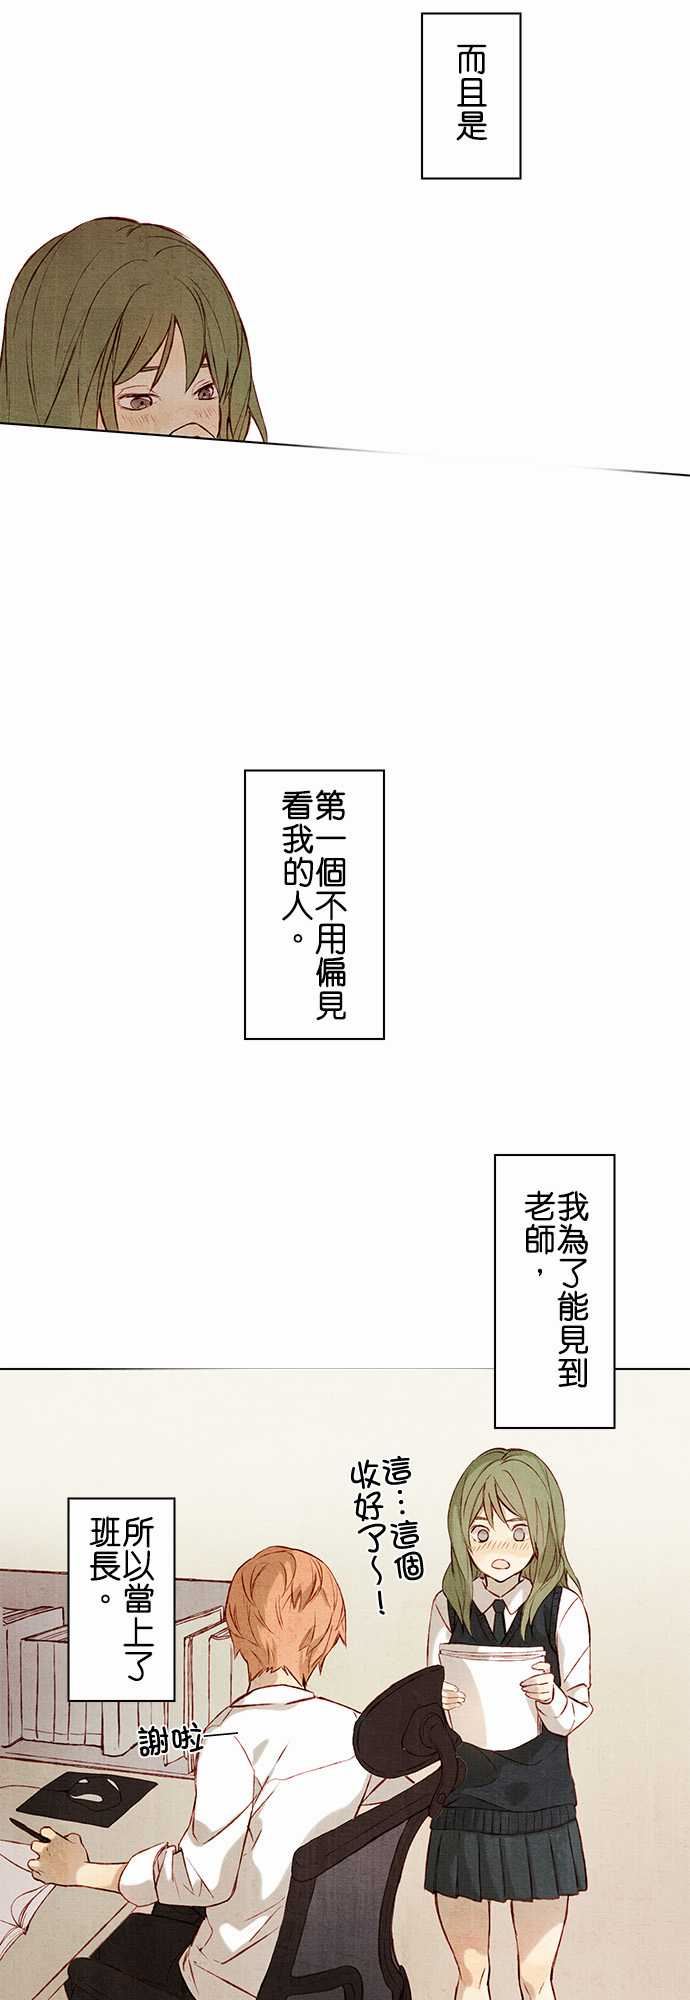 而且是
第一個不用偏見
看我的人。
我為了能見到
老師，
這…這個
收好了～！
所以當上了
班長。
謝啦—